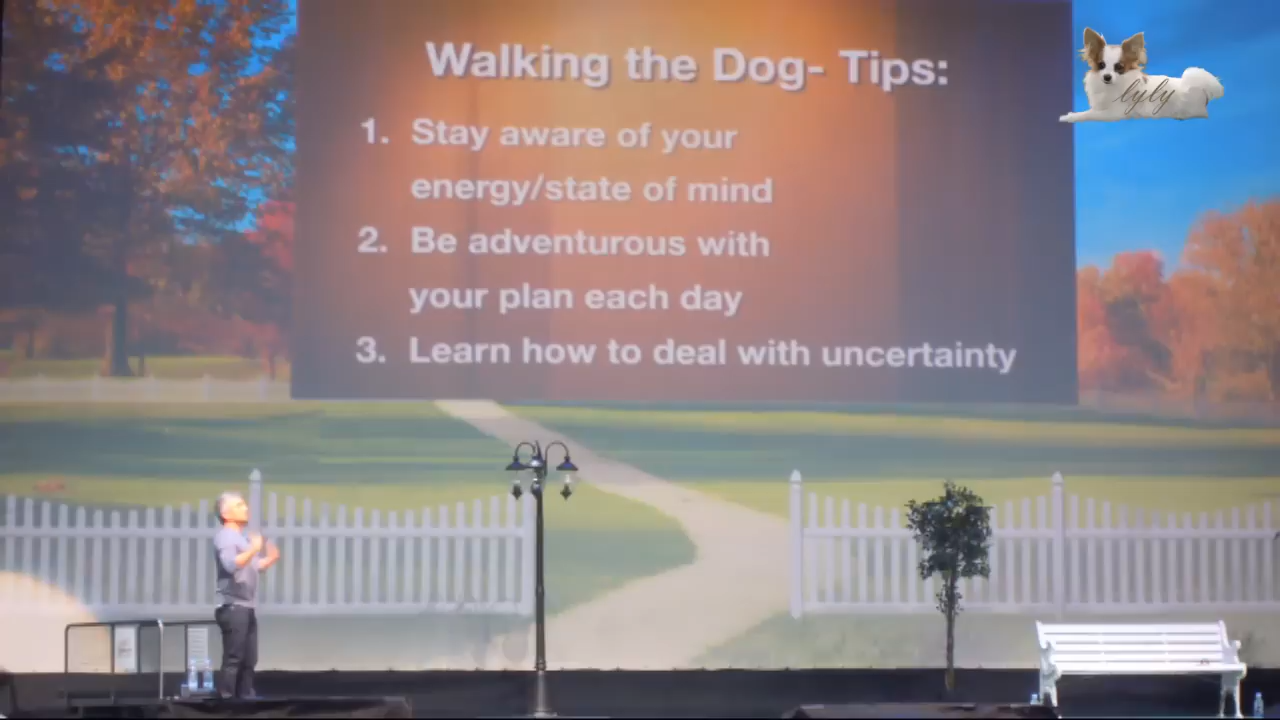 Walking the Dog- Tips:
lyly
1. Stay aware of your
energy/state of mind
2. Be adventurous with
your plan each day
3. Learn how to deal with uncertainty